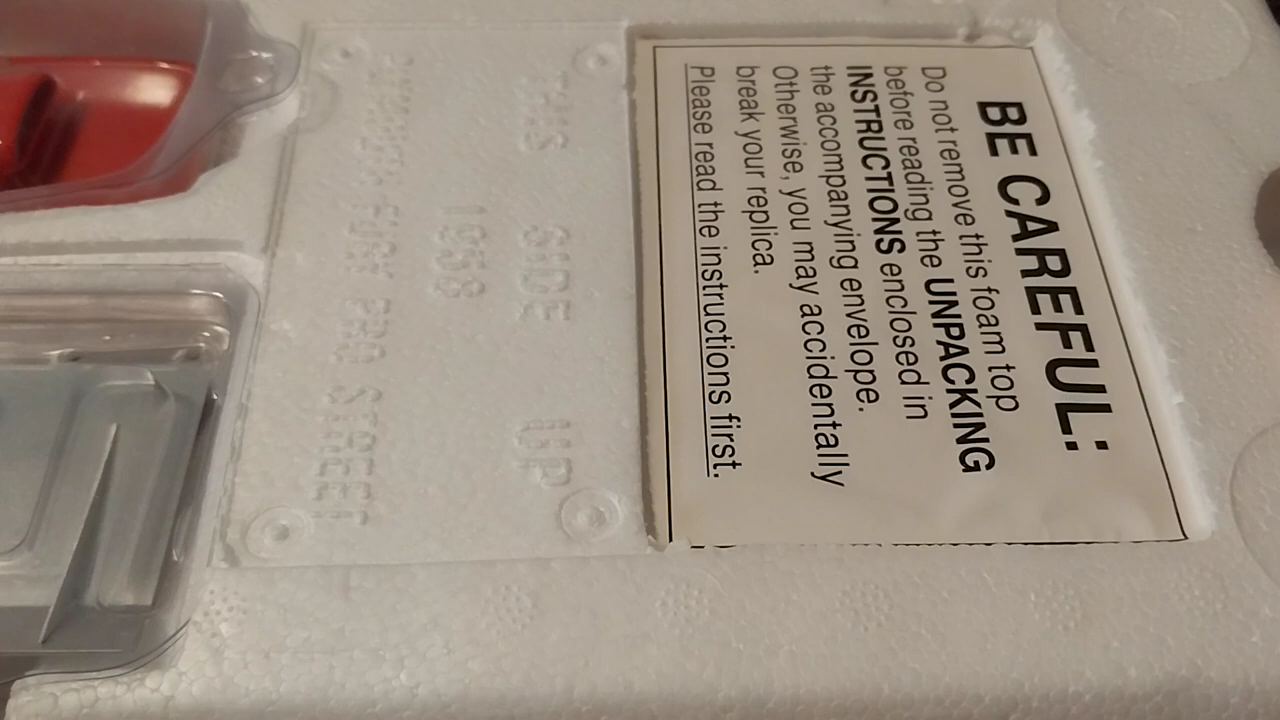 BE CAREFUL:
Do not remove this foam top
before reading the UNPACKING
INSTRUCTIONS enclosed in
the accompanying envelope.
Otherwise, you may accidentally
break your replica.
Please read the instructions first.
THIS SIDE UP
1958
FURY PRO STREET